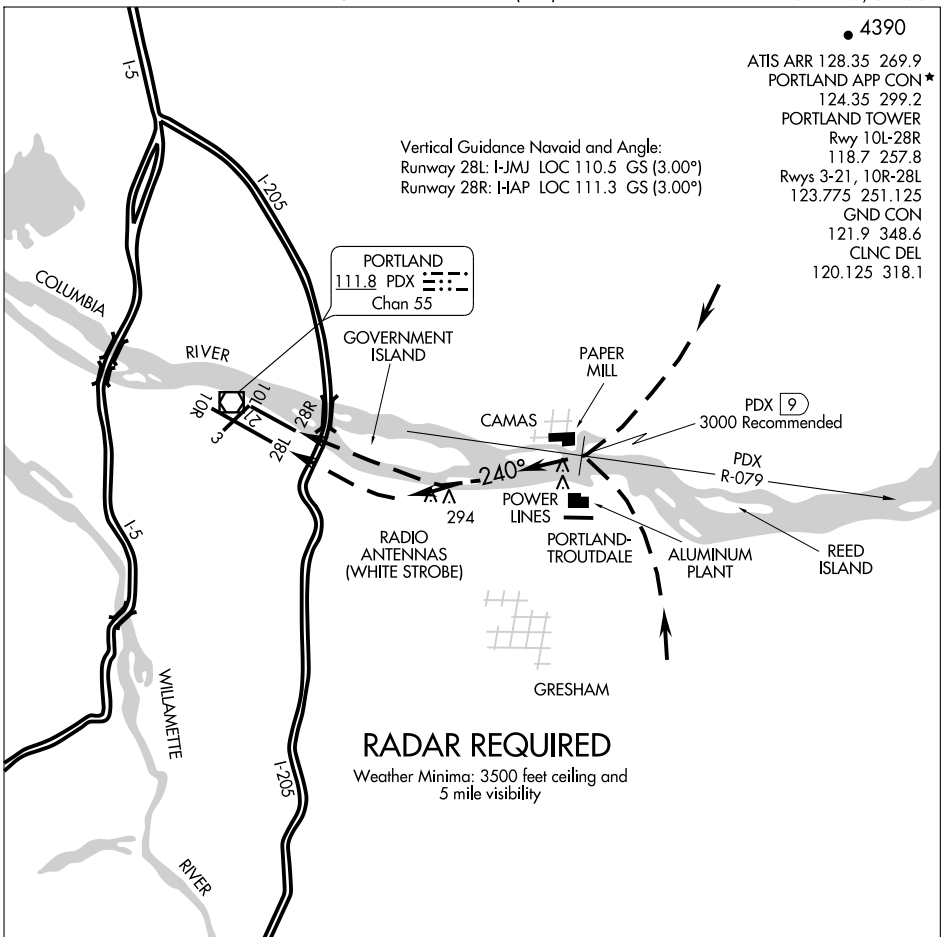 4390
ATIS ARR 128.35 269.9
PORTLAND APP CON★
124.35 299.2
PORTLAND TOWER
Rwy 10L-28R
118.7 257.8
Rwys 3-21, 10R-28L
123.775 251.125
GND CON
121.9 348.6
CLNC DEL
120.125 318.1
I-5
I-205
Vertical Guidance Navaid and Angle:
Runway 28L: I-JMJ LOC 110.5 GS (3.00°)
Runway 28R: I-IAP LOC 111.3 GS (3.00°)
PORTLAND
111.8 PDX
Chan 55
COLUMBIA
RIVER
GOVERNMENT
ISLAND
PAPER
MILL
CAMAS
PDX 9
3000 Recommended
PDX
R-079
10R
10L
21
3
28R
28L
240°
294
RADIO
ANTENNAS
(WHITE STROBE)
POWER
LINES
PORTLAND-
TROUTDALE
ALUMINUM
PLANT
REED
ISLAND
I-5
GRESHAM
WILLAMETTE
RIVER
I-205
RADAR REQUIRED
Weather Minima: 3500 feet ceiling and
5 mile visibility